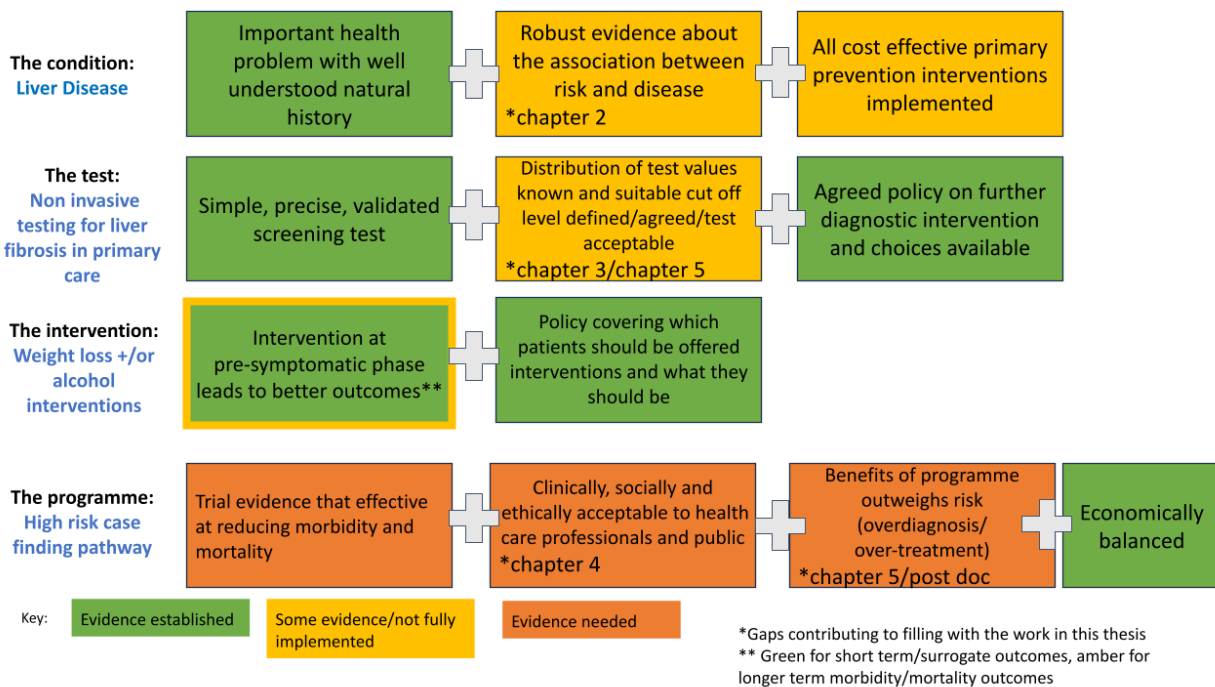 The condition:
Liver Disease
Important health
problem with well
understood natural
history
Robust evidence about
the association between
risk and disease
*chapter 2
All cost effective primary
prevention interventions
implemented
The test:
Non invasive
testing for liver
fibrosis in primary
care
Simple, precise, validated
screening test
Distribution of test values
known and suitable cut off
level defined/agreed/test
acceptable
*chapter 3/chapter 5
Agreed policy on further
diagnostic intervention
and choices available
The intervention:
Weight loss +/or
alcohol
interventions
Intervention at
pre-symptomatic phase
leads to better outcomes**
Policy covering which
patients should be offered
interventions and what they
should be
The programme:
High risk case
finding pathway
Trial evidence that effective
at reducing morbidity and
mortality
Clinically, socially and
ethically acceptable to health
care professionals and public
*chapter 4
Benefits of programme
outweighs risk
(overdiagnosis/
over-treatment)
*chapter 5/post doc
Economically
balanced
Key:
Evidence established
Some evidence/not fully
implemented
Evidence needed
*Gaps contributing to filling with the work in this thesis
** Green for short term/surrogate outcomes, amber for
longer term morbidity/mortality outcomes